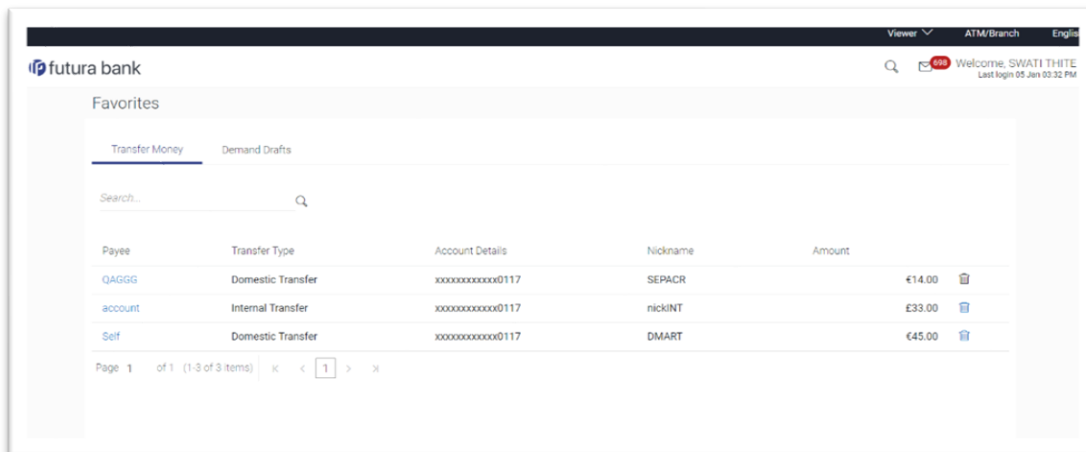 Viewer ATM/Branch Englis
futura bank 698 Welcome, SWATI THITE
Last login 05 Jan 03:32 PM
Favorites
Transfer Money Demand Drafts
Search...
Payee Transfer Type Account Details Nickname Amount
QAGGG Domestic Transfer xxxxxxxxxxxx0117 SEPACR €14.00
account Internal Transfer xxxxxxxxxxxx0117 nickINT £33.00
Self Domestic Transfer xxxxxxxxxxxx0117 DMART €45.00
Page 1 of 1 (1-3 of 3 items) K < 1 > X